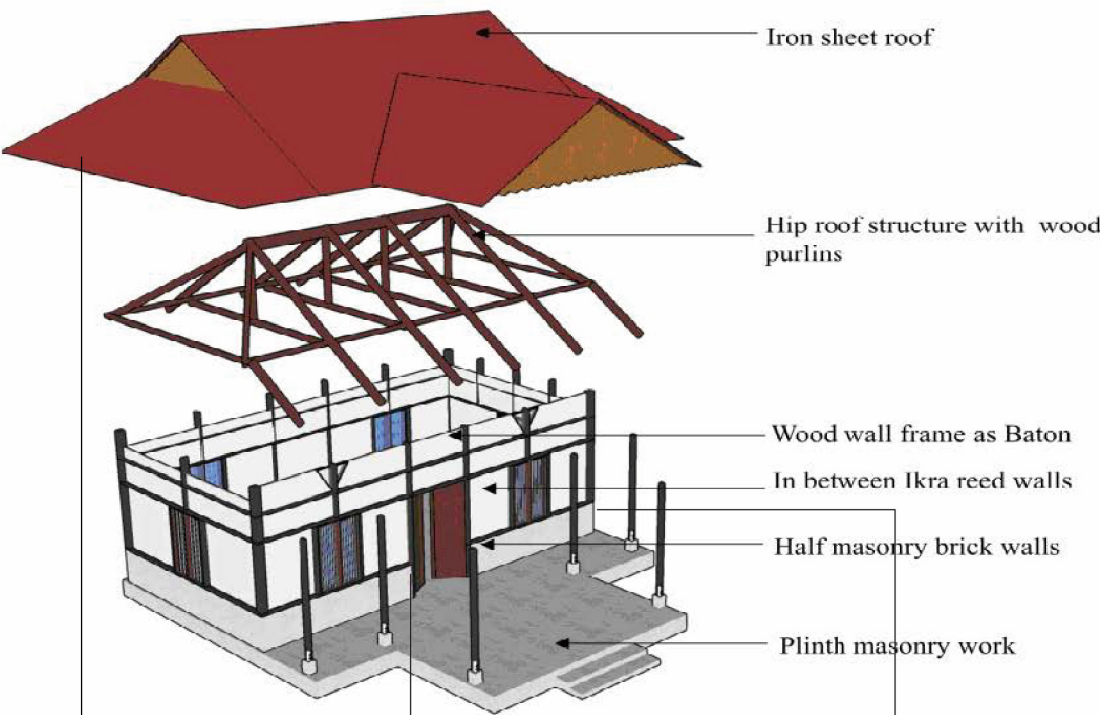 Iron sheet roof
Hip roof structure with wood
purlins
Wood wall frame as Baton
In between Ikra reed walls
Half masonry brick walls
Plinth masonry work